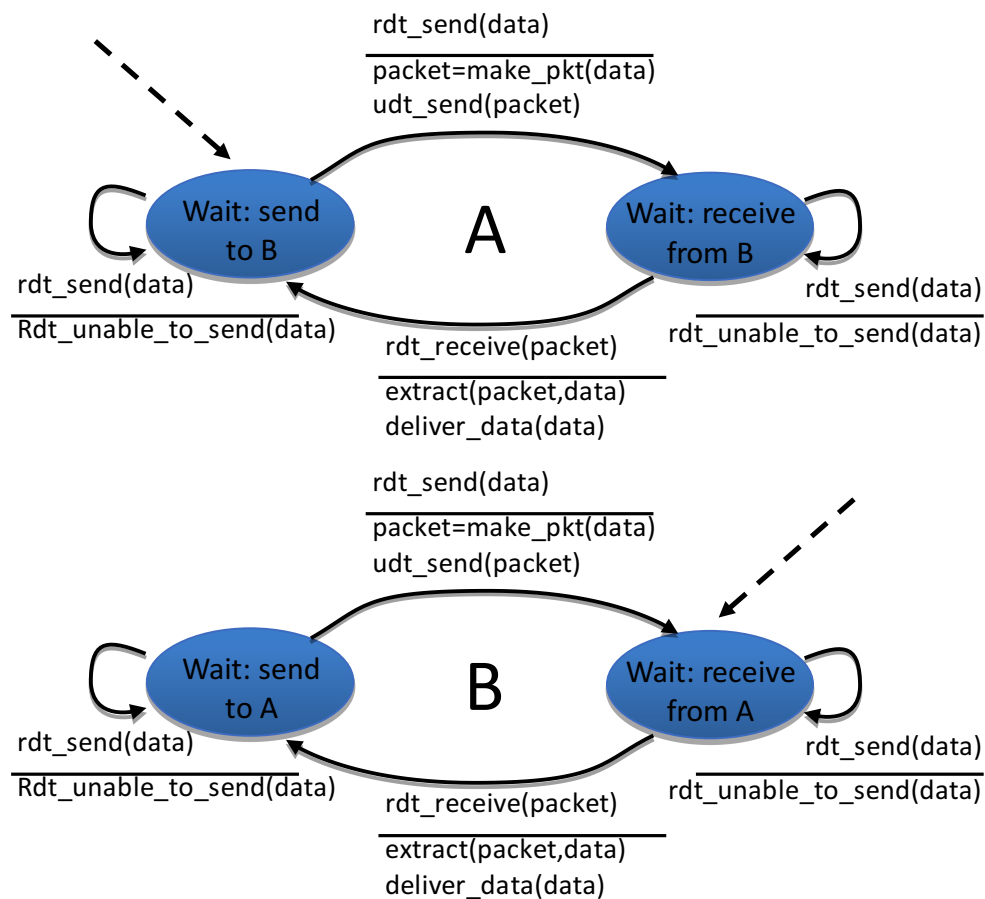 rdt_send(data)
packet=make_pkt(data)
udt_send(packet)
Wait: send
to B
A
Wait: receive
from B
rdt_send(data)
Rdt_unable_to_send(data)
rdt_send(data)
rdt_unable_to_send(data)
rdt_receive(packet)
extract(packet,data)
deliver_data(data)
rdt_send(data)
packet=make_pkt(data)
udt_send(packet)
Wait: send
to A
B
Wait: receive
from A
rdt_send(data)
Rdt_unable_to_send(data)
rdt_send(data)
rdt_unable_to_send(data)
rdt_receive(packet)
extract(packet,data)
deliver_data(data)